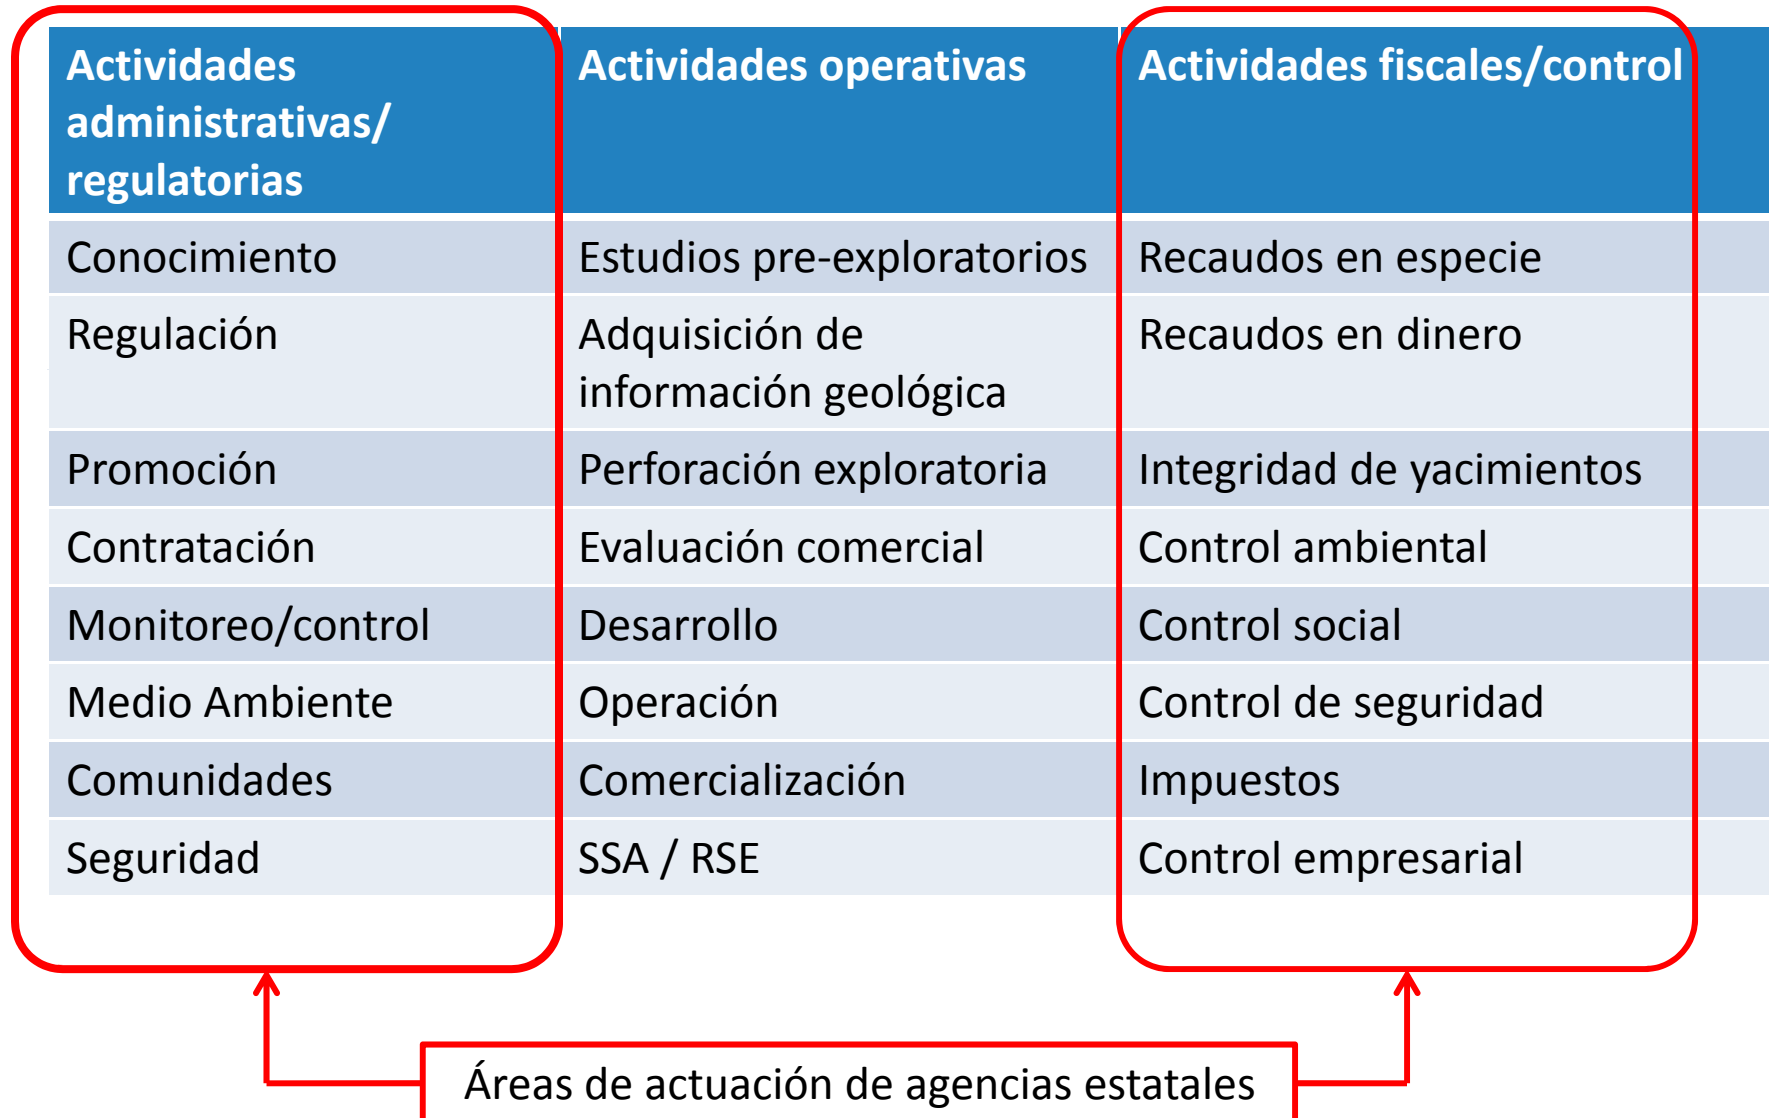 Actividades administrativas/ regulatorias
Actividades operativas
Actividades fiscales/control
Conocimiento
Estudios pre-exploratorios
Recaudos en especie
Regulación
Adquisición de información geológica
Recaudos en dinero
Promoción
Perforación exploratoria
Integridad de yacimientos
Contratación
Evaluación comercial
Control ambiental
Monitoreo/control
Desarrollo
Control social
Medio Ambiente
Operación
Control de seguridad
Comunidades
Comercialización
Impuestos
Seguridad
SSA / RSE
Control empresarial
Áreas de actuación de agencias estatales